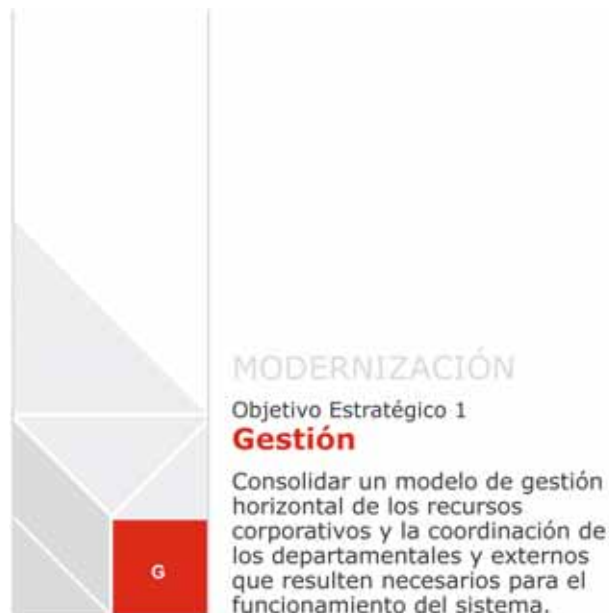 MODERNIZACIÓN
Objetivo Estratégico 1
Gestión
Consolidar un modelo de gestión
horizontal de los recursos
corporativos y la coordinación de
los departamentales y externos
que resulten necesarios para el
funcionamiento del sistema.
G